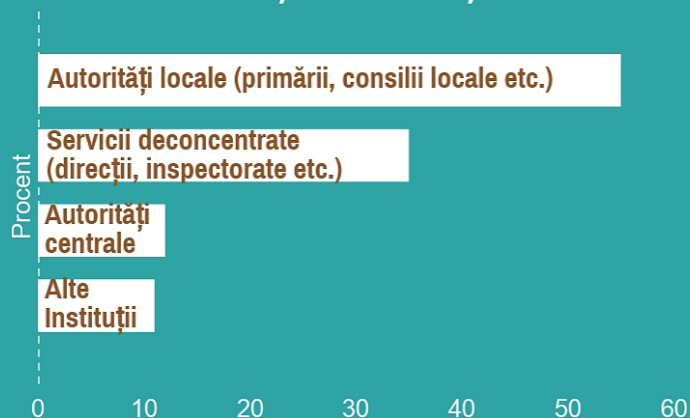 Autorități locale (primării, consilii locale etc.)
Servicii deconcentrate
(direcții, inspectorate etc.)
Autorități
centrale
Alte
Instituții
Procent
0 10 20 30 40 50 60